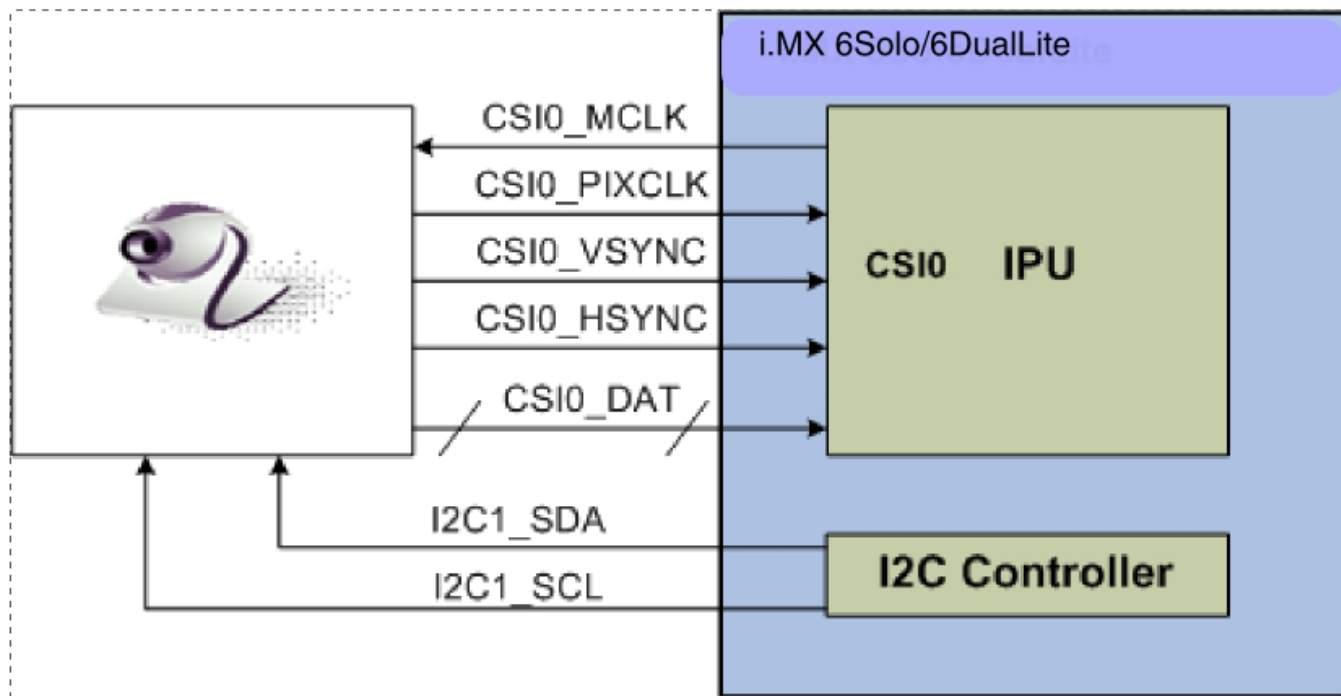 i.MX 6Solo/6DualLite
CSI0_MCLK
CSI0_PIXCLK
CSI0_VSYNC
CSI0 IPU
CSI0_HSYNC
CSI0_DAT
I2C1_SDA
I2C Controller
I2C1_SCL